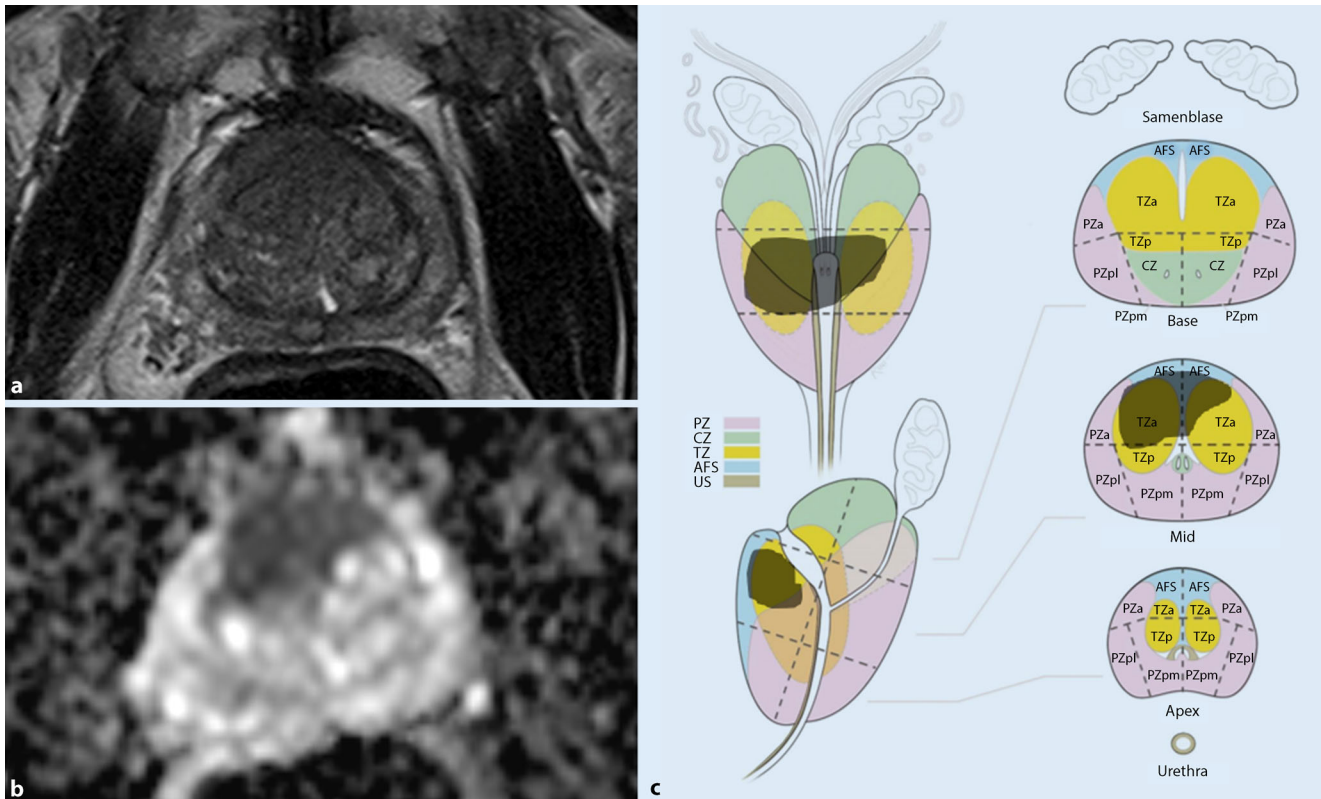 a
b
c
Samenblase
AFS AFS
TZa TZa
PZa PZa
TZp TZp
CZ CZ
PZpl PZpl
PZpm PZpm
Base
AFS AFS
TZa TZa
PZa PZa
TZp TZp
PZpl PZpl
PZpm PZpm
Mid
AFS AFS
PZa TZa TZa PZa
TZp TZp
PZpl PZpl
PZpm PZpm
Apex
Urethra
PZ
CZ
TZ
AFS
US